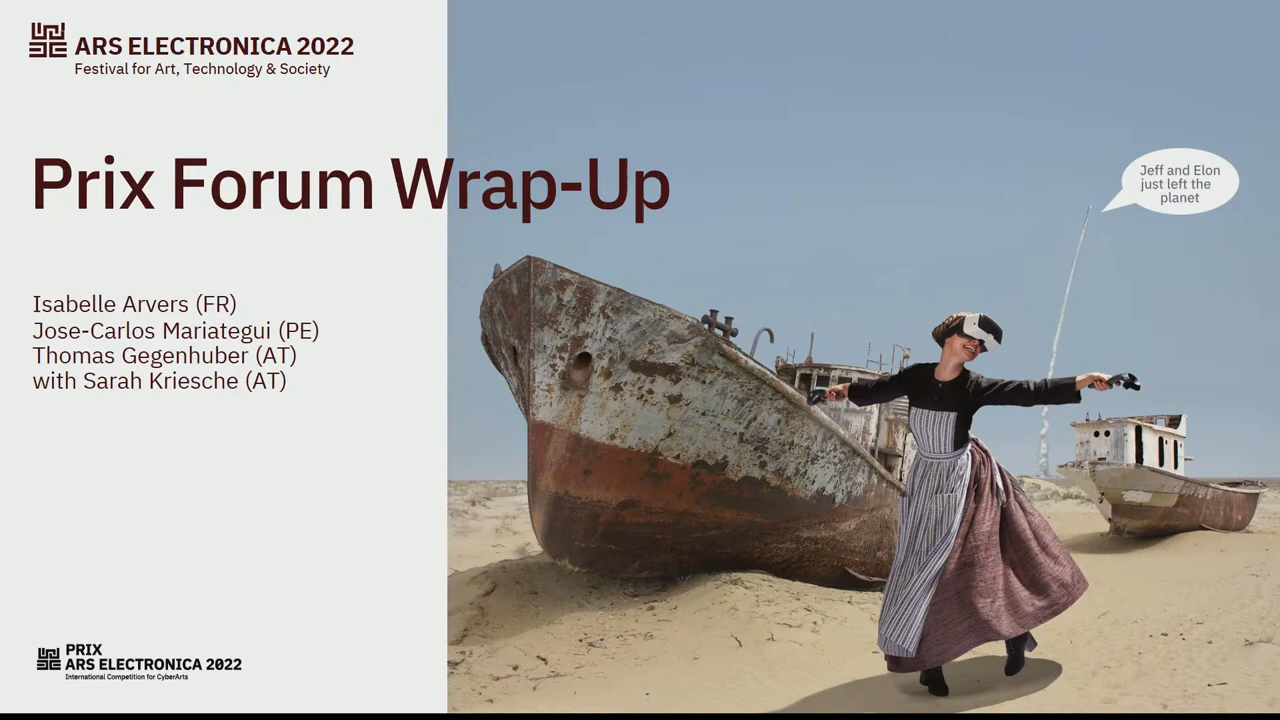 ARS ELECTRONICA 2022
Festival for Art, Technology & Society
Prix Forum Wrap-Up
Jeff and Elon
just left the
planet
Isabelle Arvers (FR)
Jose-Carlos Mariategui (PE)
Thomas Gegenhuber (AT)
with Sarah Kriesche (AT)
PRIX
ARS ELECTRONICA 2022
International Competition for CyberArts